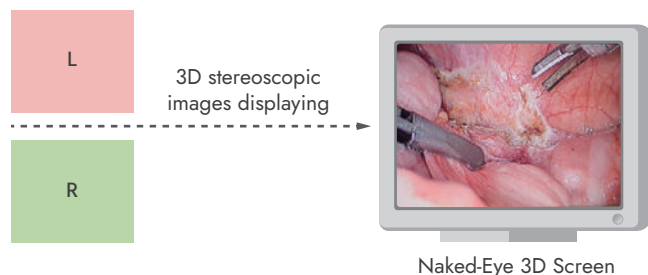 L
3D stereoscopic
images displaying
R
Naked-Eye 3D Screen